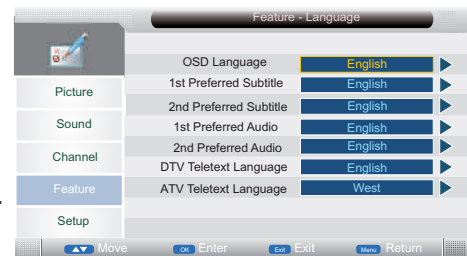 Feature - Language
OSD Language English
1st Preferred Subtitle English
2nd Preferred Subtitle English
1st Preferred Audio English
2nd Preferred Audio English
DTV Teletext Language English
ATV Teletext Language West
Picture
Sound
Channel
Feature
Setup
Move OK Enter Exit Exit Menu Return